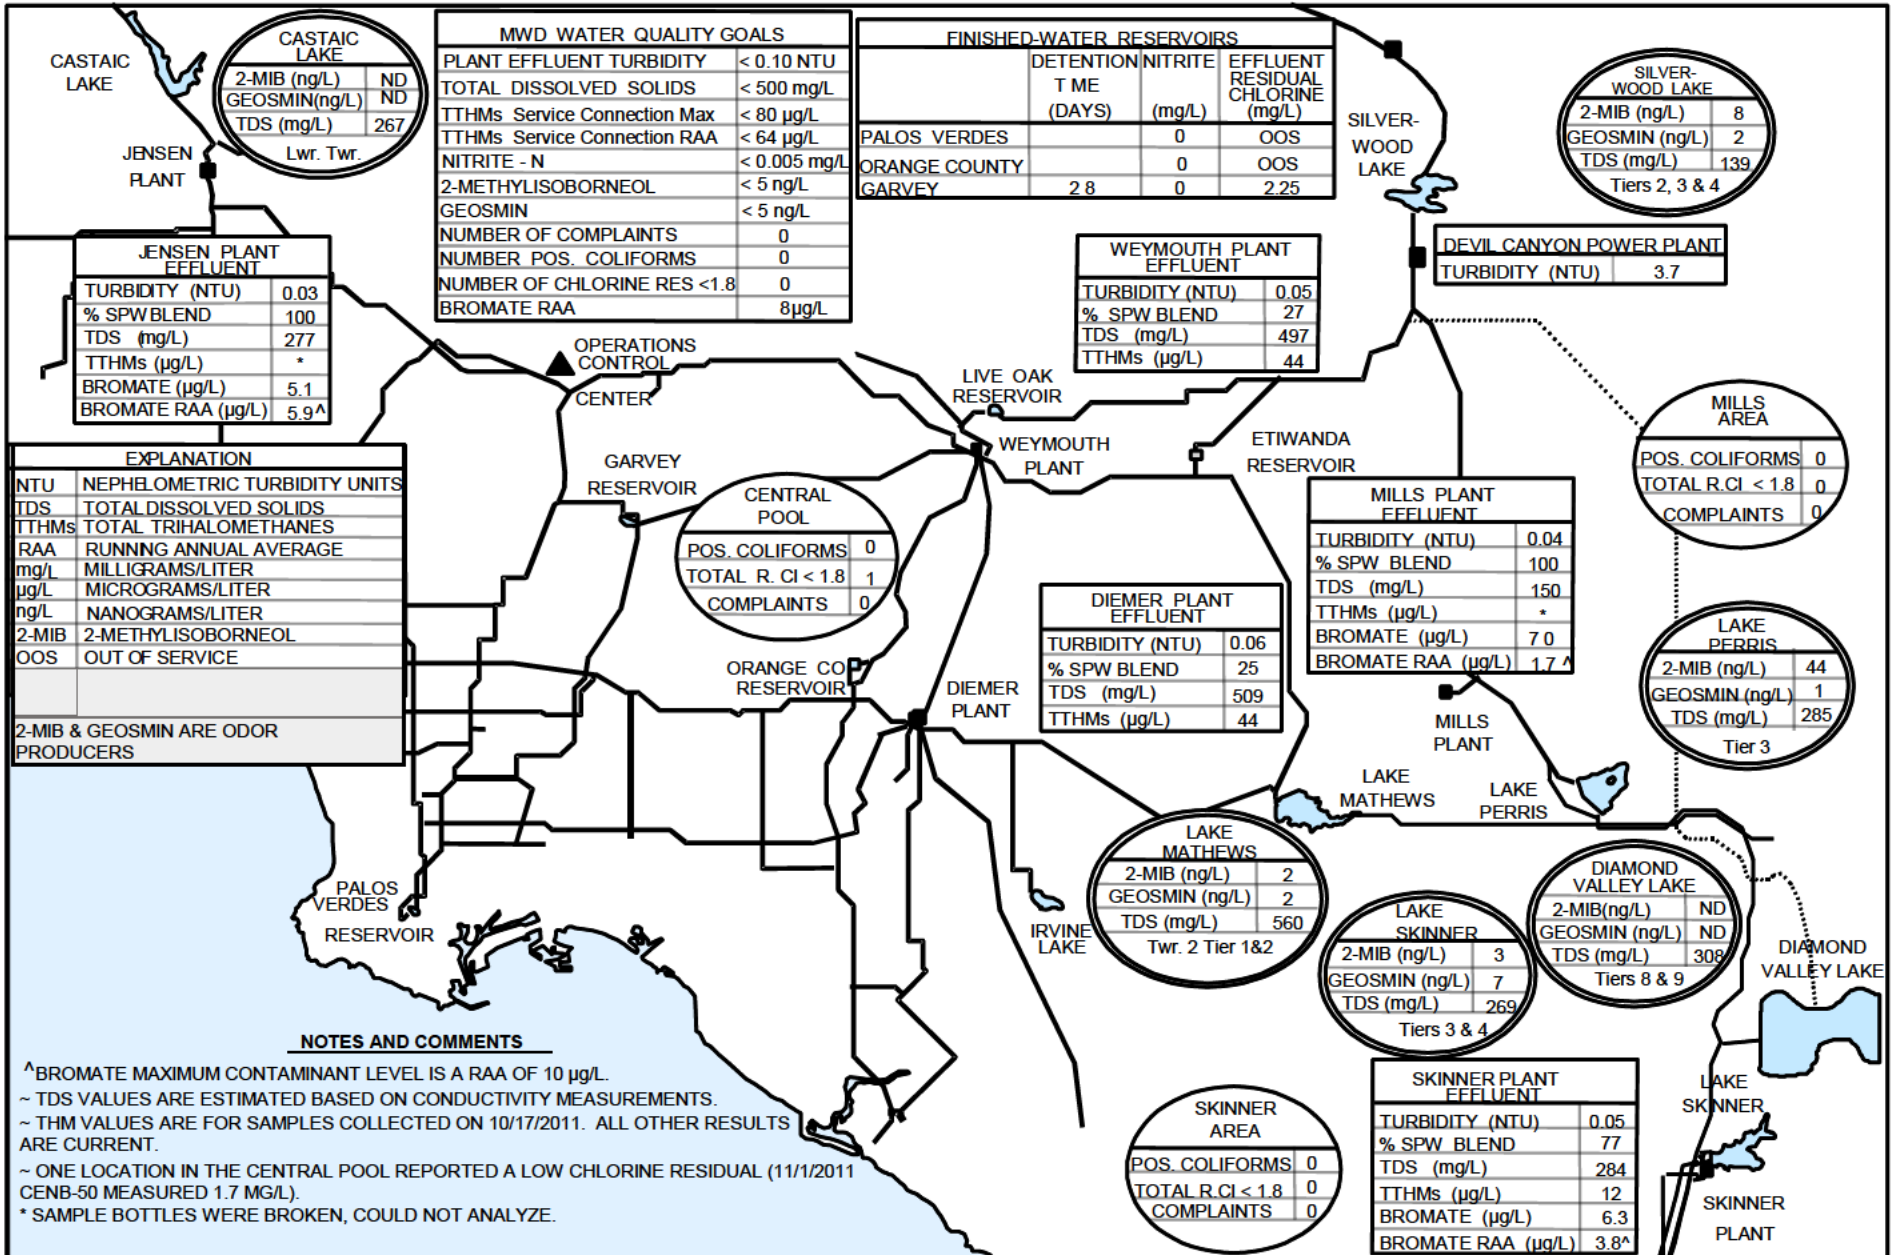 CASTAIC
LAKE
CASTAIC
LAKE
2-MIB (ng/L) ND
GEOSMIN(ng/L) ND
TDS (mg/L) 267
Lwr. Twr.
JENSEN
PLANT
MWD WATER QUALITY GOALS
PLANT EFFLUENT TURBIDITY < 0.10 NTU
TOTAL DISSOLVED SOLIDS < 500 mg/L
TTHMs Service Connection Max < 80 µg/L
TTHMs Service Connection RAA < 64 µg/L
NITRITE - N < 0.005 mg/L
2-METHYLISOBORNEOL < 5 ng/L
GEOSMIN < 5 ng/L
NUMBER OF COMPLAINTS 0
NUMBER POS. COLIFORMS 0
NUMBER OF CHLORINE RES <1.8 0
BROMATE RAA 8µg/L
FINISHED-WATER RESERVOIRS
DETENTION NITRITE EFFLUENT
T ME RESIDUAL
CHLORINE
(DAYS) (mg/L) (mg/L)
PALOS VERDES 0 OOS
ORANGE COUNTY 0 OOS
GARVEY 2 8 0 2.25
SILVER-
WOOD
LAKE
SILVER-
WOOD LAKE
2-MIB (ng/L) 8
GEOSMIN (ng/L) 2
TDS (mg/L) 139
Tiers 2, 3 & 4
DEVIL CANYON POWER PLANT
TURBIDITY (NTU) 3.7
JENSEN PLANT
EFFLUENT
TURBIDITY (NTU) 0.03
% SPW BLEND 100
TDS (mg/L) 277
TTHMs (µg/L) *
BROMATE (µg/L) 5.1
BROMATE RAA (µg/L) 5.9^
WEYMOUTH PLANT
EFFLUENT
TURBIDITY (NTU) 0.05
% SPW BLEND 27
TDS (mg/L) 497
TTHMs (µg/L) 44
OPERATIONS
CONTROL
CENTER
LIVE OAK
RESERVOIR
WEYMOUTH
PLANT
ETIWANDA
RESERVOIR
GARVEY
RESERVOIR
MILLS
AREA
POS. COLIFORMS 0
TOTAL R.Cl < 1.8 0
COMPLAINTS 0
EXPLANATION
NTU NEPHELOMETRIC TURBIDITY UNITS
TDS TOTAL DISSOLVED SOLIDS
TTHMs TOTAL TRIHALOMETHANES
RAA RUNNING ANNUAL AVERAGE
mg/L MILLIGRAMS/LITER
µg/L MICROGRAMS/LITER
ng/L NANOGRAMS/LITER
2-MIB 2-METHYLISOBORNEOL
OOS OUT OF SERVICE
2-MIB & GEOSMIN ARE ODOR
PRODUCERS
CENTRAL
POOL
POS. COLIFORMS 0
TOTAL R. Cl < 1.8 1
COMPLAINTS 0
MILLS PLANT
EFFLUENT
TURBIDITY (NTU) 0.04
% SPW BLEND 100
TDS (mg/L) 150
TTHMs (µg/L) *
BROMATE (µg/L) 7 0
BROMATE RAA (µg/L) 1.7 ^
DIEMER PLANT
EFFLUENT
TURBIDITY (NTU) 0.06
% SPW BLEND 25
TDS (mg/L) 509
TTHMs (µg/L) 44
LAKE
PERRIS
2-MIB (ng/L) 44
GEOSMIN (ng/L) 1
TDS (mg/L) 285
Tier 3
ORANGE CO
RESERVOIR
DIEMER
PLANT
MILLS
PLANT
LAKE
MATHEWS
LAKE
PERRIS
LAKE
MATHEWS
2-MIB (ng/L) 2
GEOSMIN (ng/L) 2
TDS (mg/L) 560
Twr. 2 Tier 1&2
DIAMOND
VALLEY LAKE
2-MIB(ng/L) ND
GEOSMIN (ng/L) ND
TDS (mg/L) 308
Tiers 8 & 9
PALOS
VERDES
RESERVOIR
IRVINE
LAKE
LAKE
SKINNER
2-MIB (ng/L) 3
GEOSMIN (ng/L) 7
TDS (mg/L) 269
Tiers 3 & 4
DIAMOND
VALLEY LAKE
NOTES AND COMMENTS
^BROMATE MAXIMUM CONTAMINANT LEVEL IS A RAA OF 10 µg/L.
~ TDS VALUES ARE ESTIMATED BASED ON CONDUCTIVITY MEASUREMENTS.
~ THM VALUES ARE FOR SAMPLES COLLECTED ON 10/17/2011. ALL OTHER RESULTS
ARE CURRENT.
~ ONE LOCATION IN THE CENTRAL POOL REPORTED A LOW CHLORINE RESIDUAL (11/1/2011
CENB-50 MEASURED 1.7 MG/L).
* SAMPLE BOTTLES WERE BROKEN, COULD NOT ANALYZE.
SKINNER
AREA
POS. COLIFORMS 0
TOTAL R.Cl < 1.8 0
COMPLAINTS 0
SKINNER PLANT
EFFLUENT
TURBIDITY (NTU) 0.05
% SPW BLEND 77
TDS (mg/L) 284
TTHMs (µg/L) 12
BROMATE (µg/L) 6.3
BROMATE RAA (µg/L) 3.8^
LAKE
SKINNER
SKINNER
PLANT